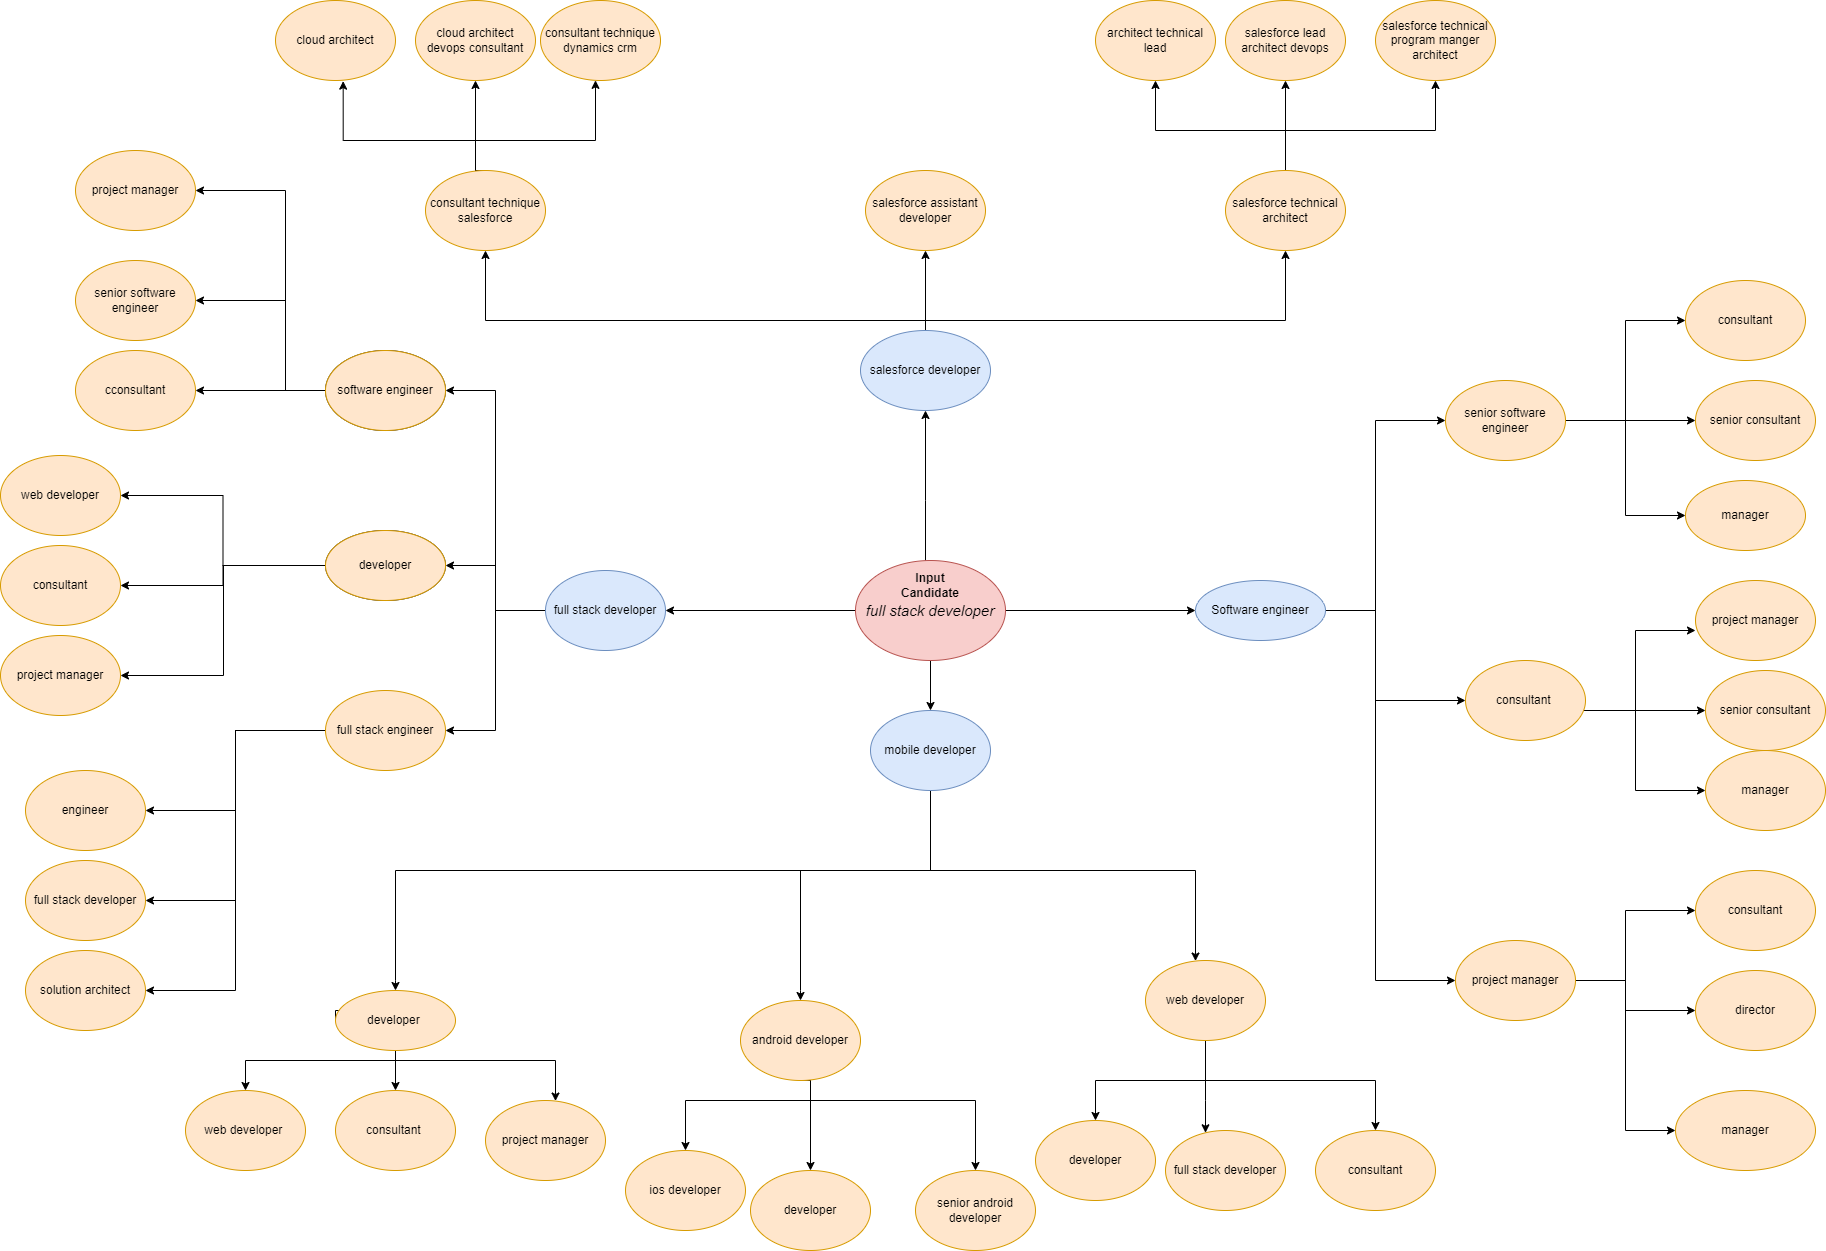 cloud architect
cloud architect
devops consultant
consultant technique
dynamics crm
architect technical
lead
salesforce lead
architect devops
salesforce technical
program manger
architect
project manager
consultant technique
salesforce
salesforce assistant
developer
salesforce technical
architect
senior software
engineer
cconsultant
software engineer
salesforce developer
consultant
senior software
engineer
senior consultant
manager
web developer
developer
consultant
project manager
full stack developer
Input
Candidate
full stack developer
Software engineer
project manager
consultant
senior consultant
manager
full stack engineer
mobile developer
engineer
full stack developer
solution architect
consultant
project manager
director
manager
developer
android developer
web developer
web developer
consultant
project manager
ios developer
developer
senior android
developer
developer
full stack developer
consultant